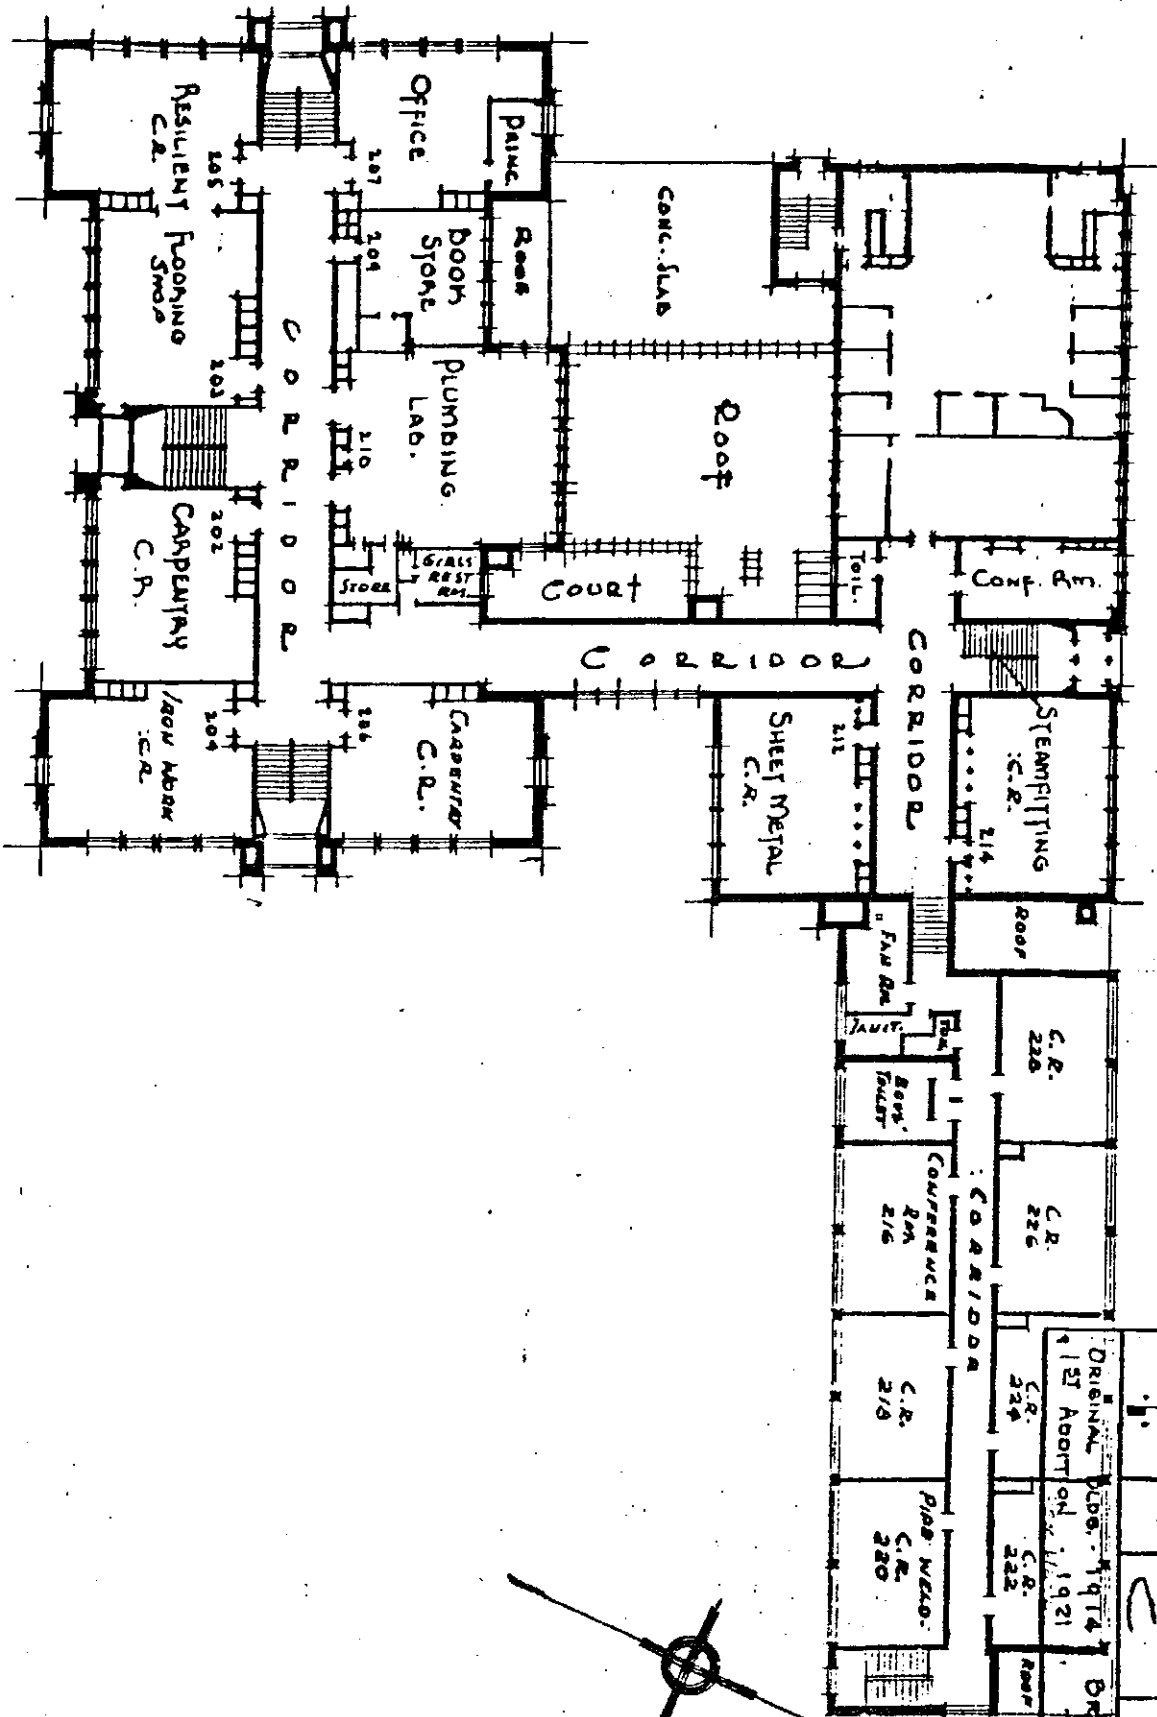 OFFICE
PRINC.
207
RESILIENT FLOORING
C.R. SHOP
205
BOOK
STORE
209
ROOF
CONC. SLAB
203
CORRIDOR
PLUMBING
LAB.
210
ROOF
CARPENTRY
C.R.
202
STORE
GIRLS'
REST
RM.
COURT
TOIL.
CONF. RM.
CORRIDOR
CORRIDOR
IRON WORK
C.R.
204
CARPENTRY
C.R.
206
SHEET METAL
C.R.
212
STEAMFITTING
C.R.
214
FAN RM
ROOF
JANIT.
BOYS'
TOILET
C.R.
228
CONFERENCE
RM
216
CORRIDOR
C.R.
226
C.R.
218
C.R.
224
PIPE WELD.
C.R.
220
C.R.
222
ROOF
ORIGINAL BLDG. - 1914
1ST ADDITION - 1921
BR